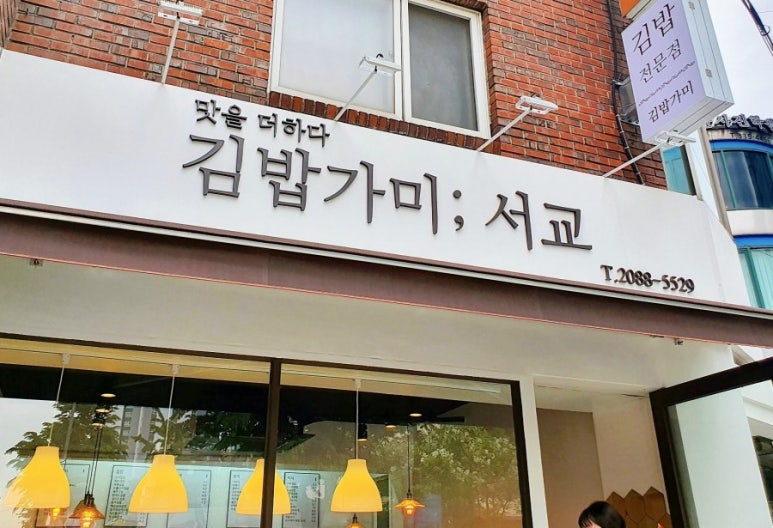 맛을 더하다
김밥가미; 서교
T.2088-5529
김밥
전문점
김밥가미